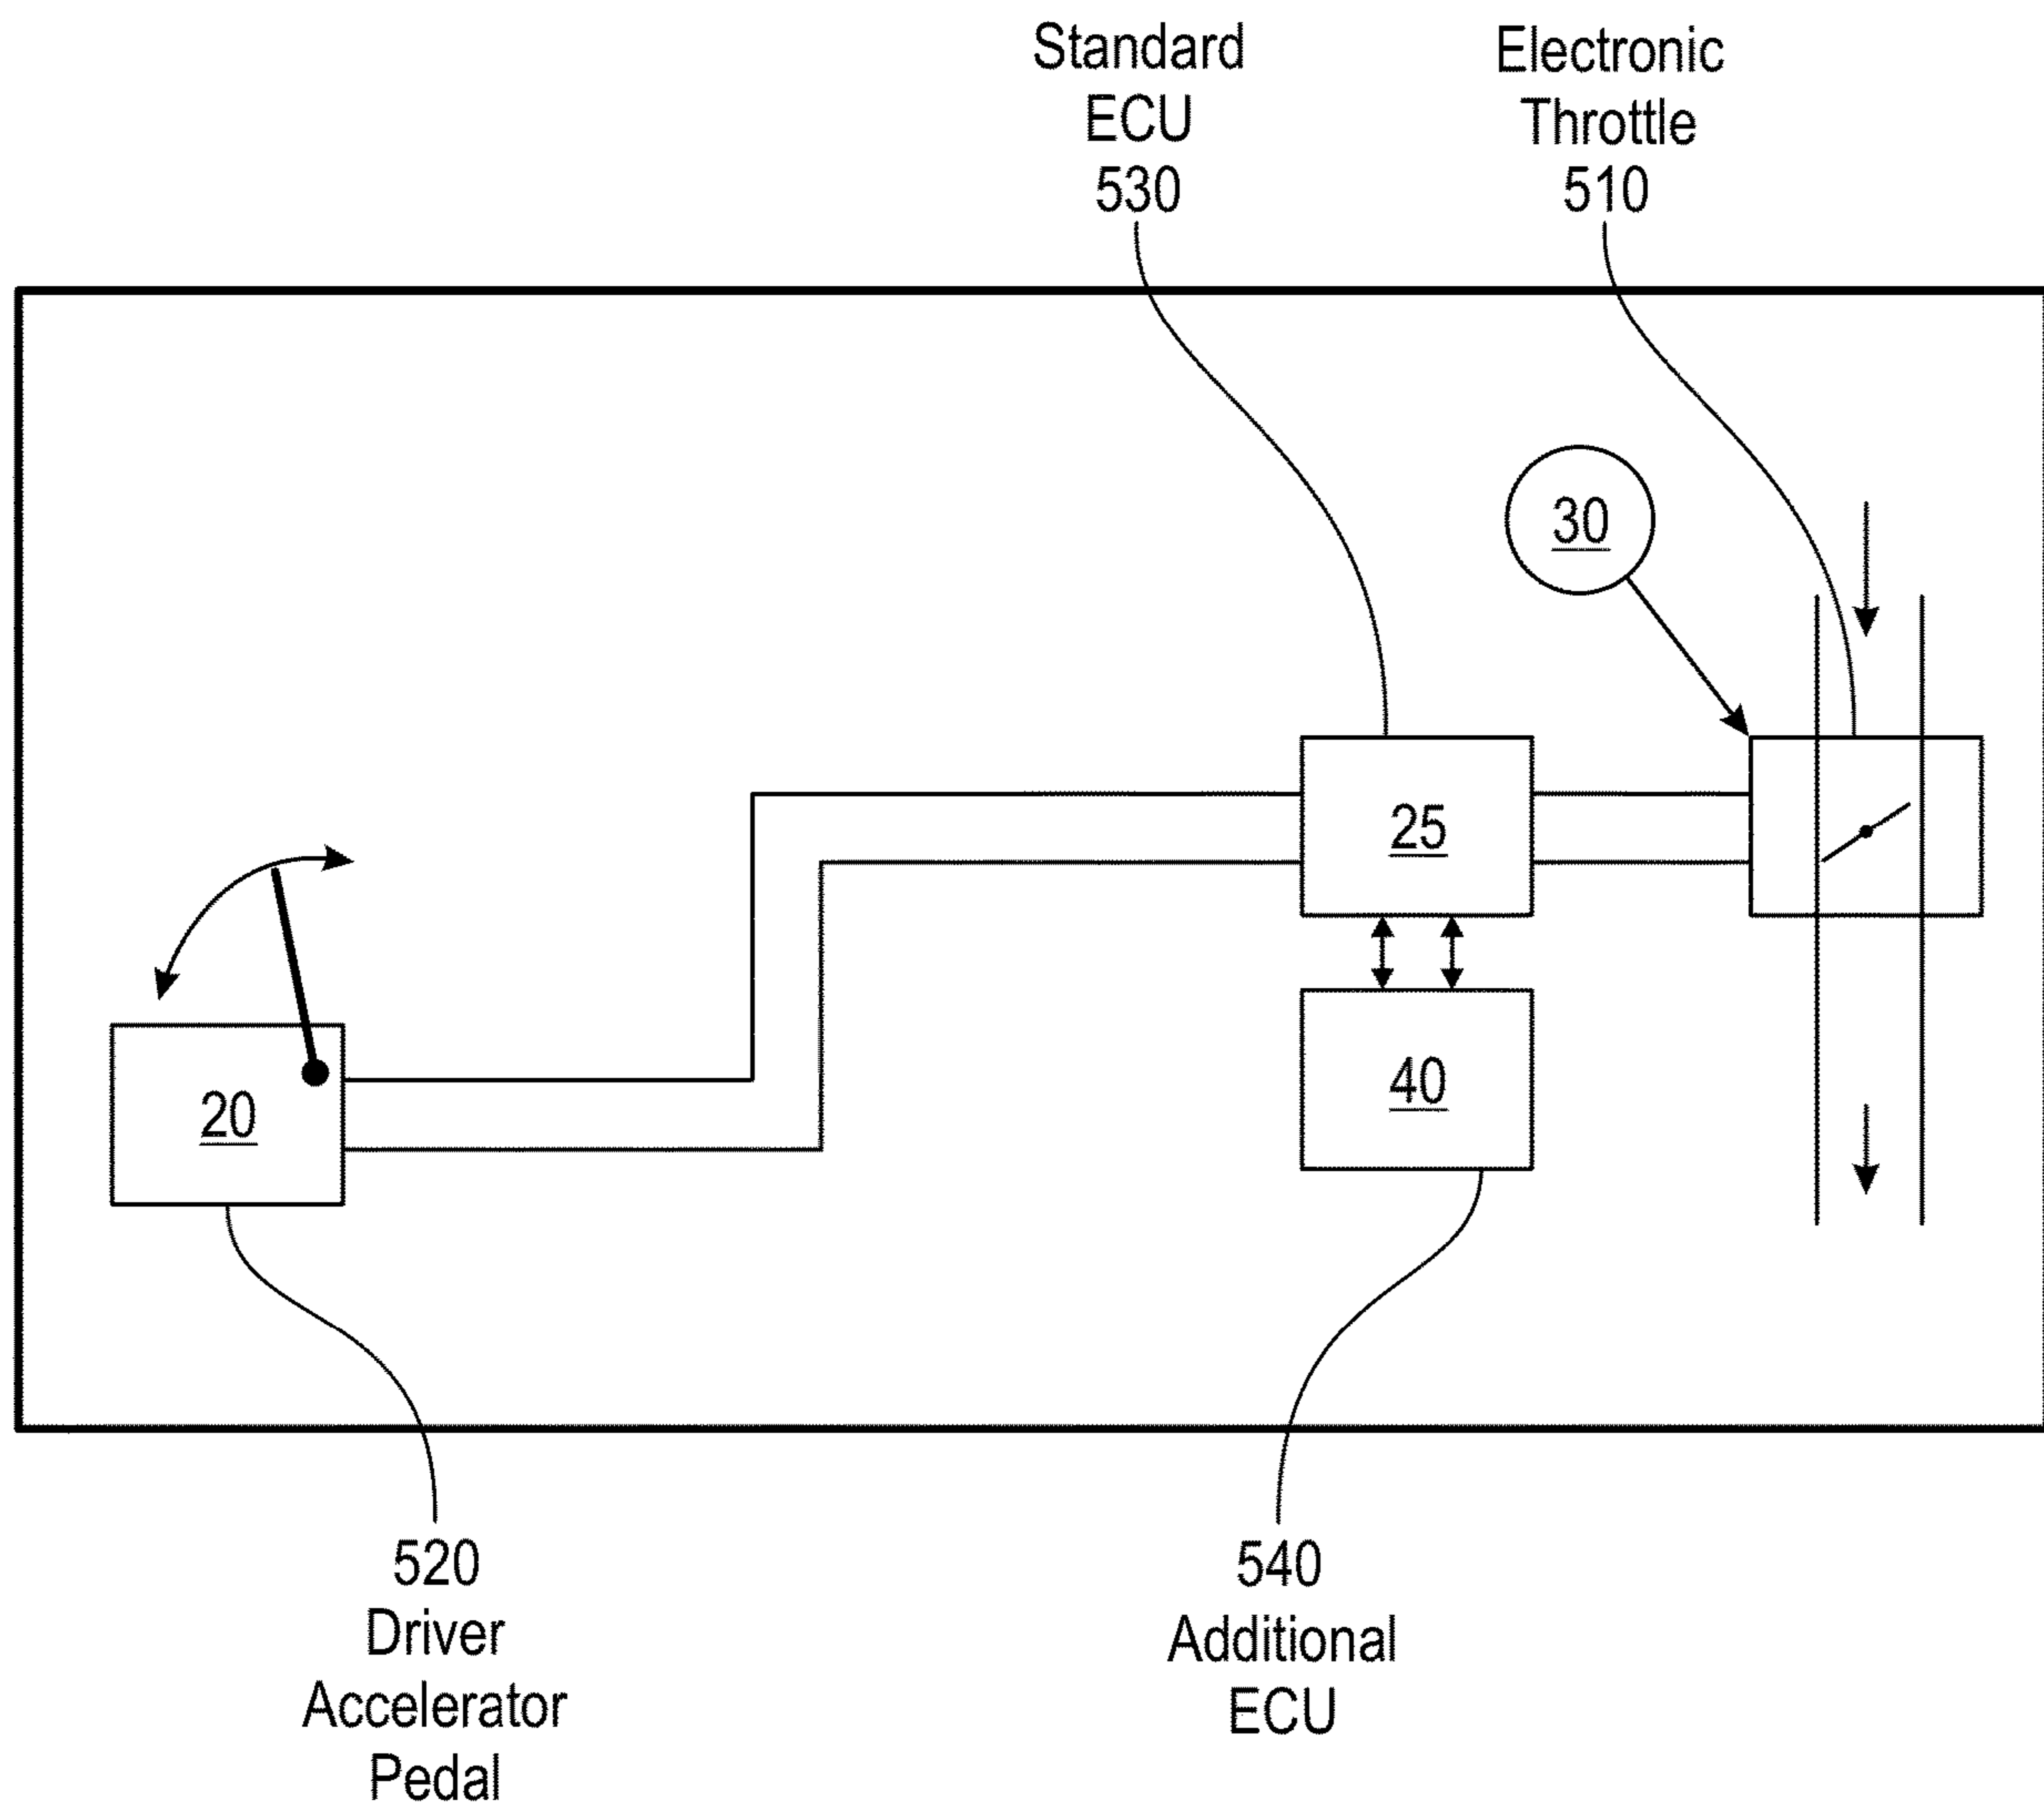 Standard
ECU
530
Electronic
Throttle
510
30
25
40
20
520
Driver
Accelerator
Pedal
540
Additional
ECU